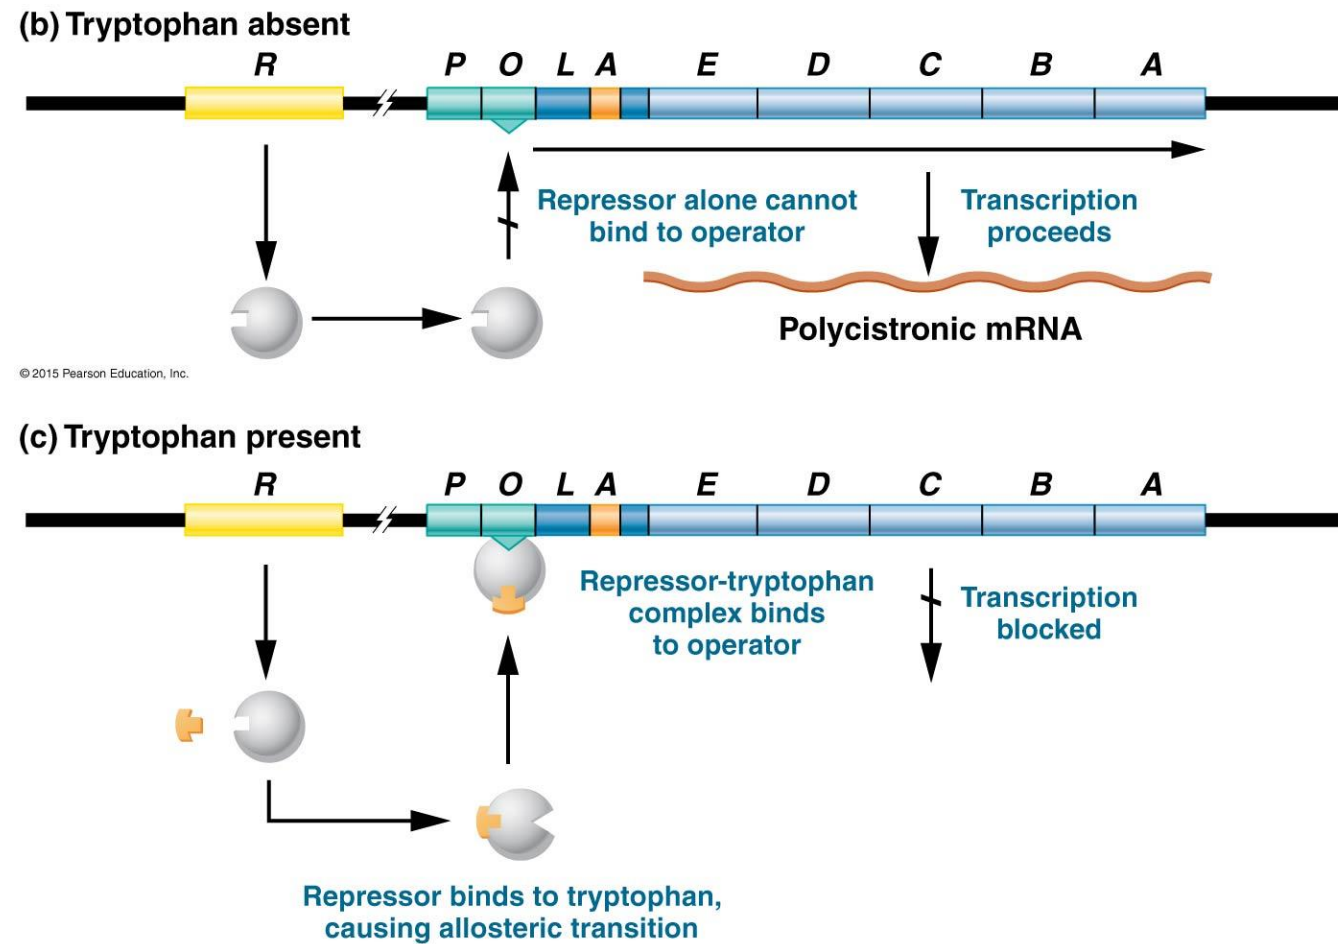 (b) Tryptophan absent
R P O L A E D C B A
Repressor alone cannot
bind to operator
Transcription
proceeds
Polycistronic mRNA
© 2015 Pearson Education, Inc.
(c) Tryptophan present
R P O L A E D C B A
Repressor-tryptophan
complex binds
to operator
Transcription
blocked
Repressor binds to tryptophan,
causing allosteric transition